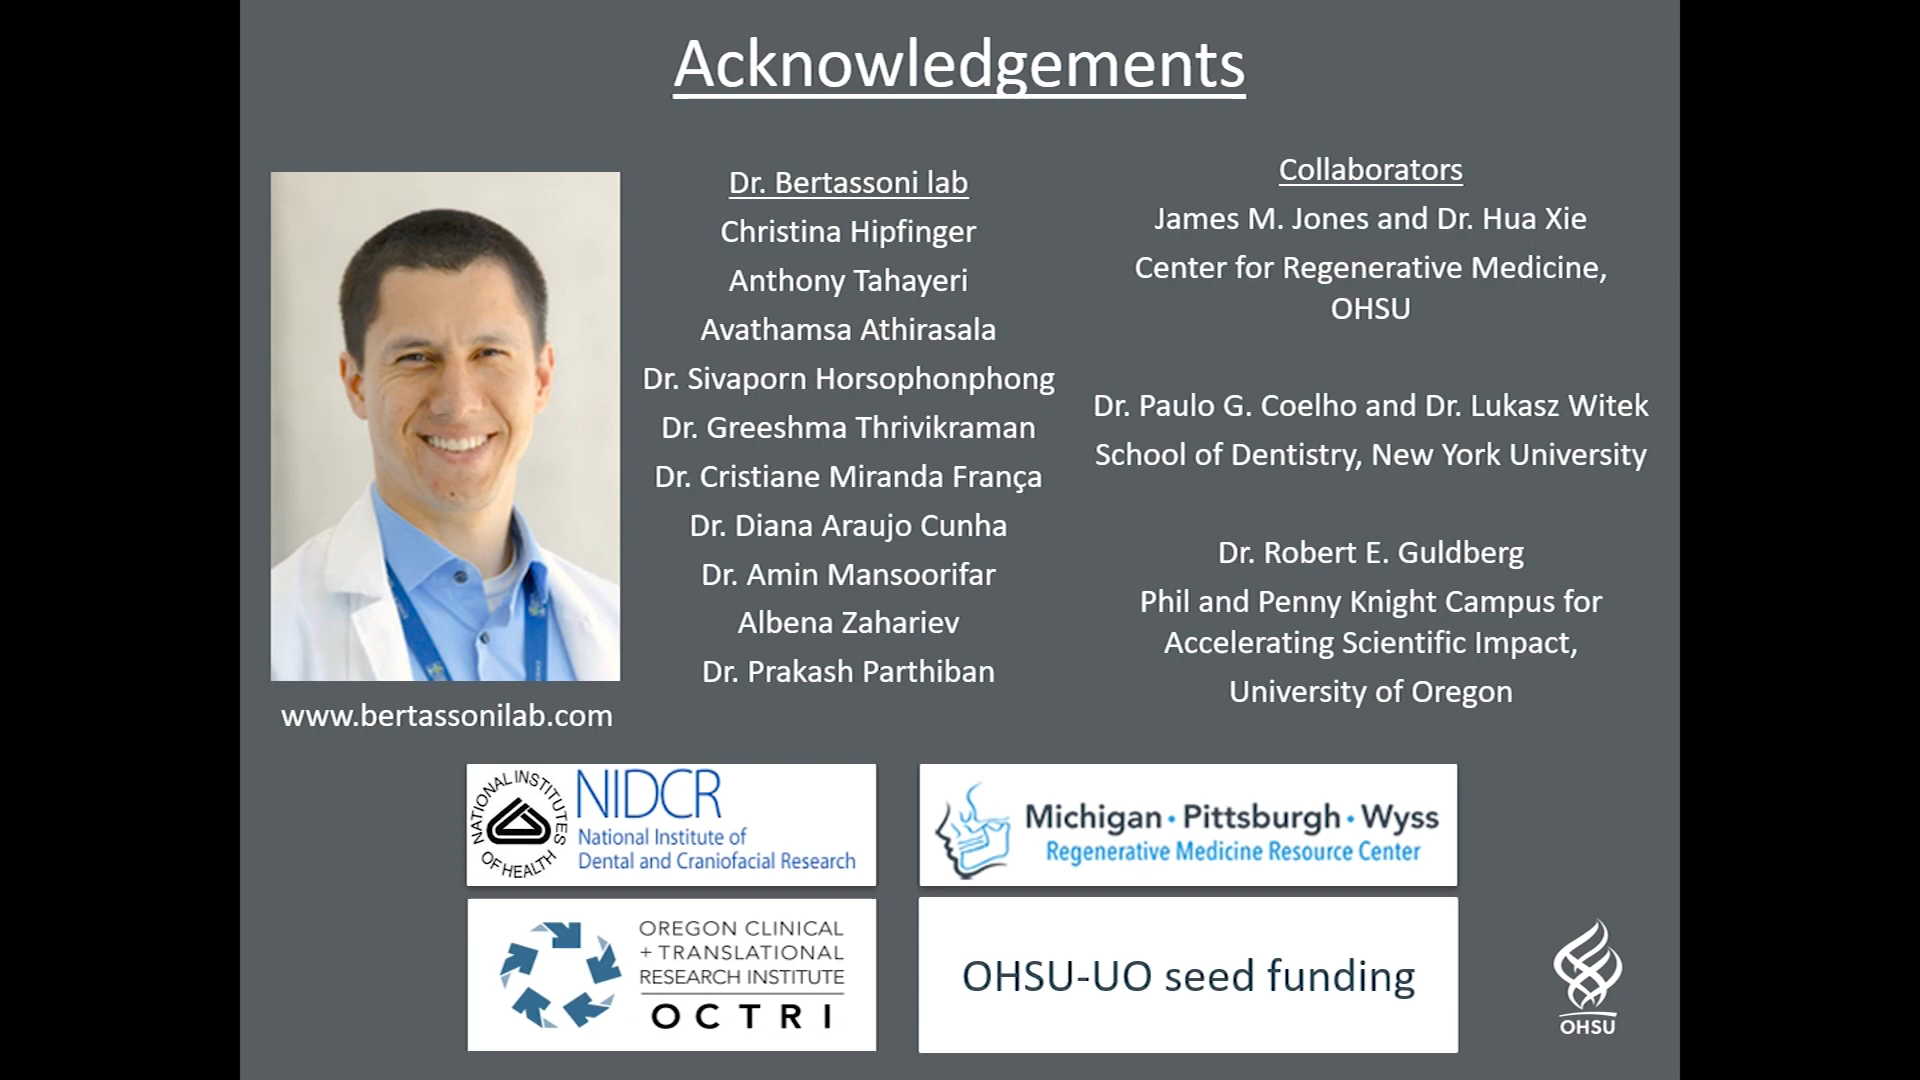 Acknowledgements
Dr. Bertassoni lab
Christina Hipfinger
Anthony Tahayeri
Avathamsa Athirasala
Dr. Sivaporn Horsophonphong
Dr. Greeshma Thrivikraman
Dr. Cristiane Miranda França
Dr. Diana Araujo Cunha
Dr. Amin Mansoorifar
Albena Zahariev
Dr. Prakash Parthiban
Collaborators
James M. Jones and Dr. Hua Xie
Center for Regenerative Medicine,
OHSU
Dr. Paulo G. Coelho and Dr. Lukasz Witek
School of Dentistry, New York University
Dr. Robert E. Guldberg
Phil and Penny Knight Campus for
Accelerating Scientific Impact,
University of Oregon
www.bertassonilab.com
NATIONAL INSTITUTES
OF HEALTH
NIDCR
National Institute of
Dental and Craniofacial Research
Michigan · Pittsburgh · Wyss
Regenerative Medicine Resource Center
OREGON CLINICAL
+ TRANSLATIONAL
RESEARCH INSTITUTE
OCTRI
OHSU-UO seed funding
OHSU